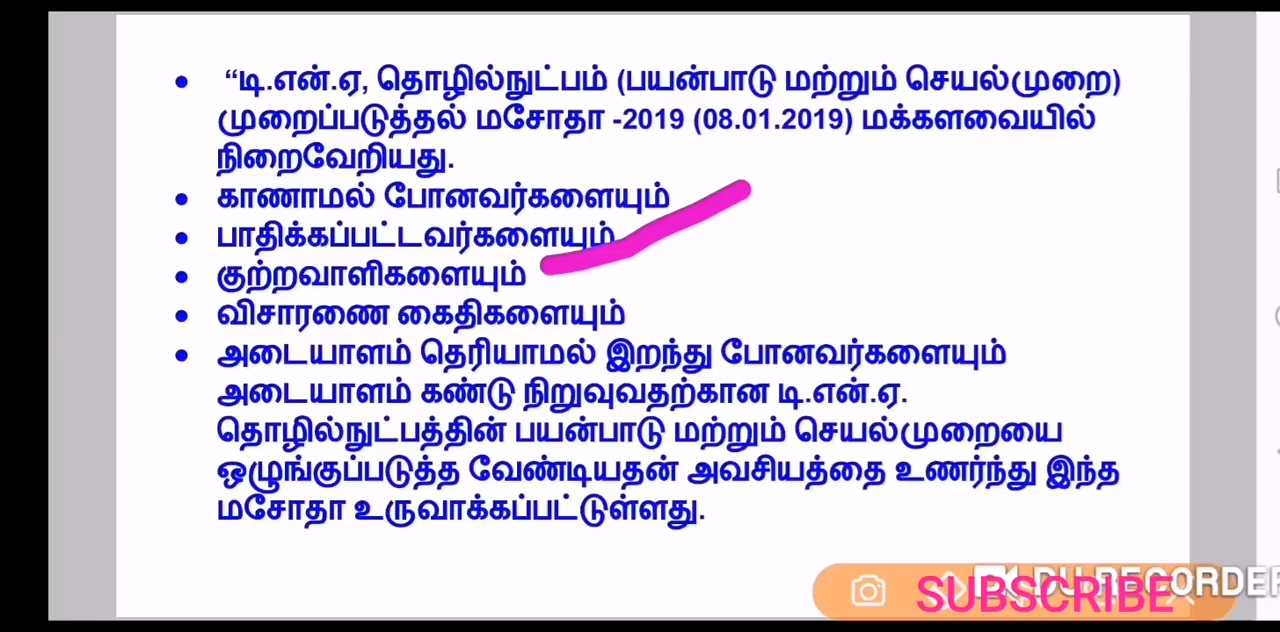 • “டி.என்.ஏ, தொழில்நுட்பம் (பயன்பாடு மற்றும் செயல்முறை)
முறைப்படுத்தல் மசோதா -2019 (08.01.2019) மக்களவையில்
நிறைவேறியது.
• காணாமல் போனவர்களையும்
• பாதிக்கப்பட்டவர்களையும்
• குற்றவாளிகளையும்
• விசாரணை கைதிகளையும்
• அடையாளம் தெரியாமல் இறந்து போனவர்களையும்
அடையாளம் கண்டு நிறுவுவதற்கான டி.என்.ஏ.
தொழில்நுட்பத்தின் பயன்பாடு மற்றும் செயல்முறையை
ஒழுங்குப்படுத்த வேண்டியதன் அவசியத்தை உணர்ந்து இந்த
மசோதா உருவாக்கப்பட்டுள்ளது.
DU RECORDER
SUBSCRIBE